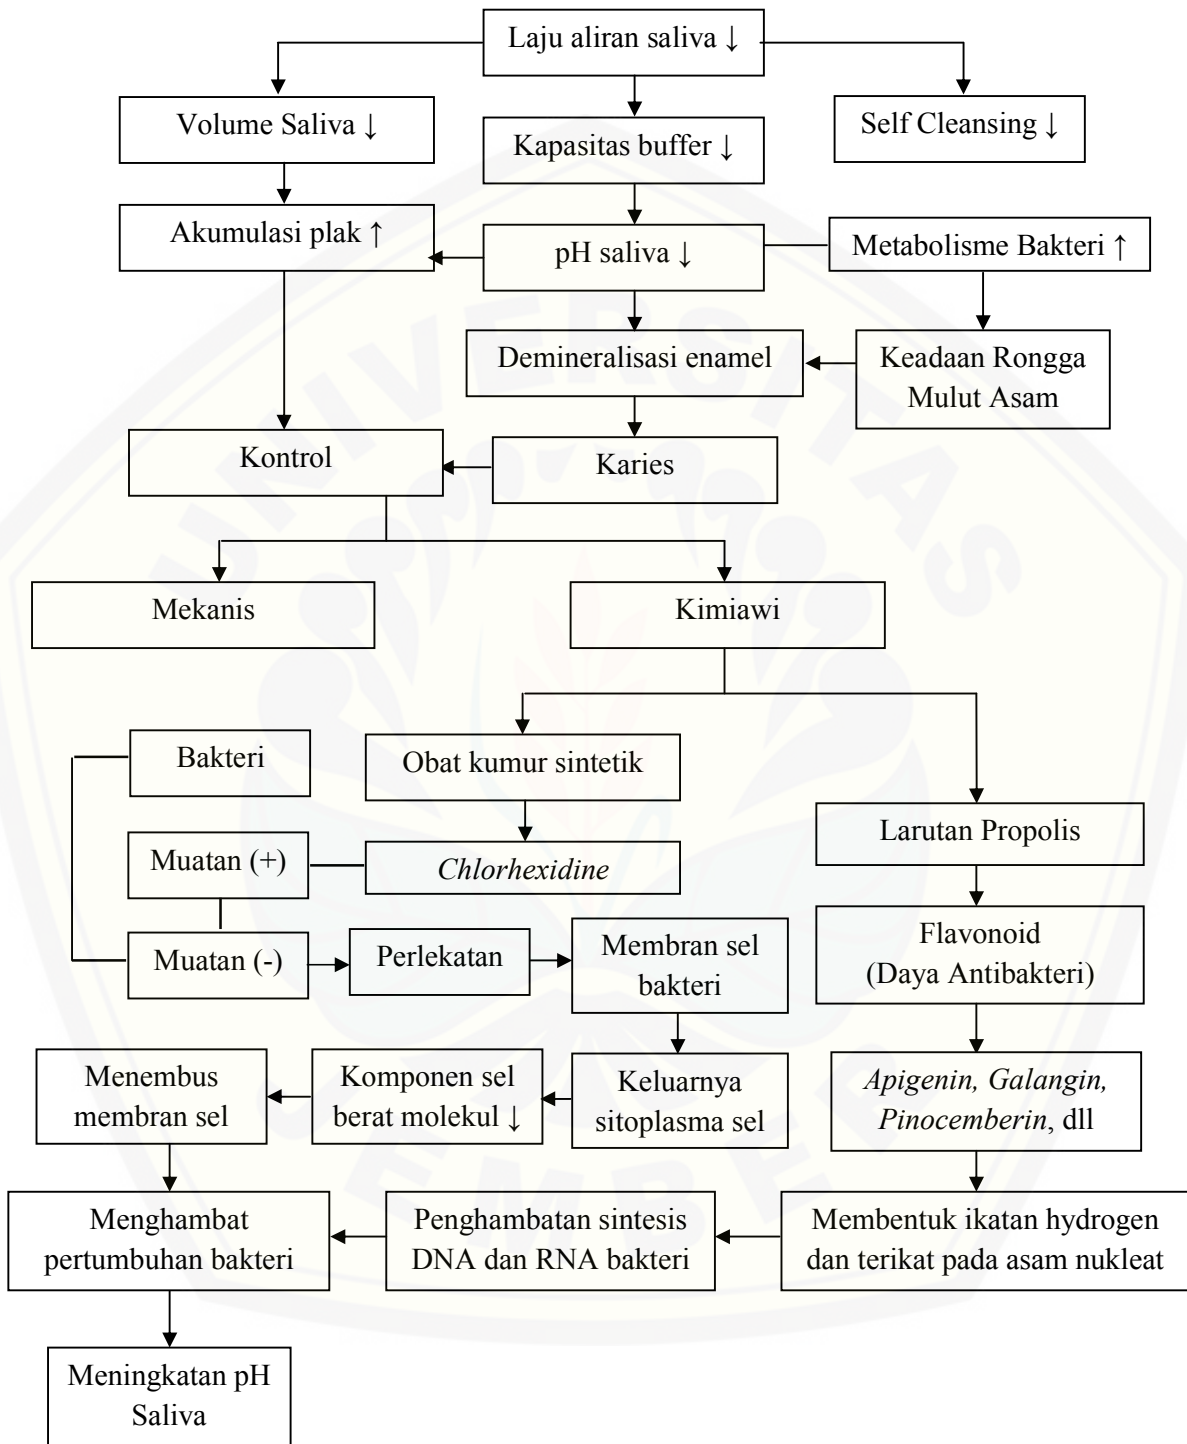 Laju aliran saliva ↓
Volume Saliva ↓
Kapasitas buffer ↓
Self Cleansing ↓
Akumulasi plak ↑
pH saliva ↓
Metabolisme Bakteri ↑
Demineralisasi enamel
Keadaan Rongga
Mulut Asam
Kontrol
Karies
Mekanis
Kimiawi
Bakteri
Obat kumur sintetik
Larutan Propolis
Muatan (+)
Chlorhexidine
Muatan (-)
Perlekatan
Membran sel
bakteri
Flavonoid
(Daya Antibakteri)
Menembus
membran sel
Komponen sel
berat molekul ↓
Keluarnya
sitoplasma sel
Apigenin, Galangin,
Pinocemberin, dll
Menghambat
pertumbuhan bakteri
Penghambatan sintesis
DNA dan RNA bakteri
Membentuk ikatan hydrogen
dan terikat pada asam nukleat
Meningkatan pH
Saliva
UNIVERSITAS
JEMBER